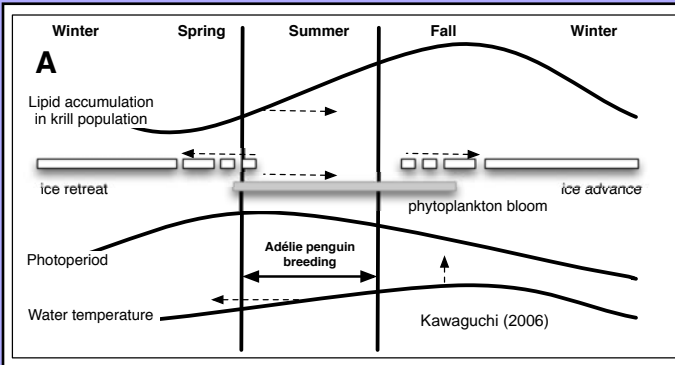 Winter Spring Summer Fall Winter
A
Lipid accumulation
in krill population
ice retreat
ice advance
phytoplankton bloom
Photoperiod
Adélie penguin
breeding
Water temperature
Kawaguchi (2006)